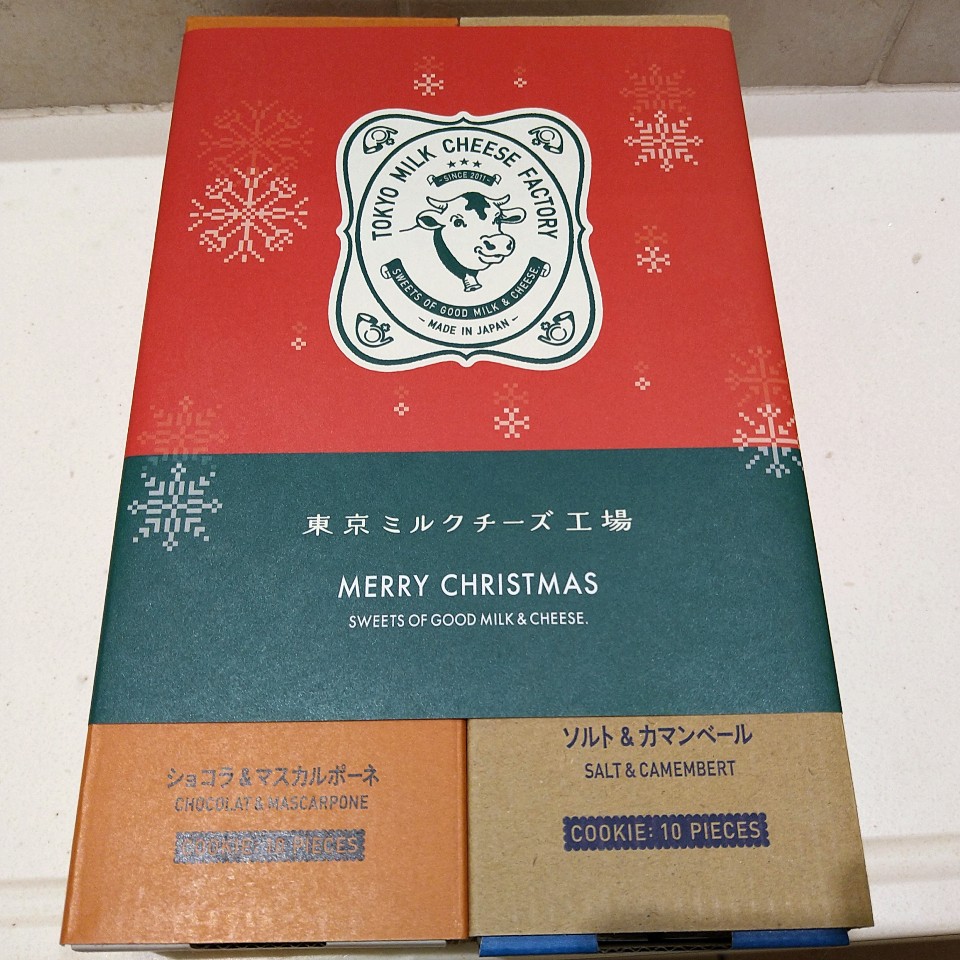 TOKYO MILK CHEESE FACTORY
- SINCE 2011 -
SWEETS OF GOOD MILK & CHEESE.
- MADE IN JAPAN -
東京ミルクチーズ工場
MERRY CHRISTMAS
SWEETS OF GOOD MILK & CHEESE.
ショコラ&マスカルポーネ
CHOCOLAT & MASCARPONE
COOKIE: 10 PIECES
ソルト&カマンベール
SALT & CAMEMBERT
COOKIE: 10 PIECES